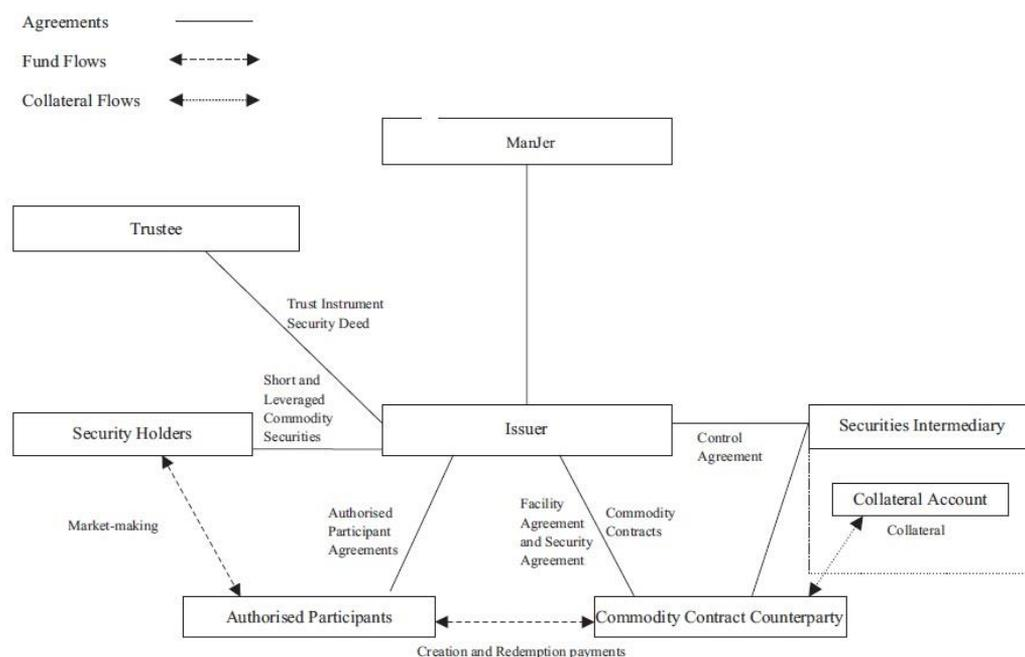 Agreements
Fund Flows
Collateral Flows
ManJer
Trustee
Trust Instrument
Security Deed
Short and
Leveraged
Commodity
Securities
Security Holders
Issuer
Control
Agreement
Securities Intermediary
Collateral Account
Collateral
Market-making
Authorised
Participant
Agreements
Facility
Agreement
and Security
Agreement
Commodity
Contracts
Authorised Participants
Commodity Contract Counterparty
Creation and Redemption payments